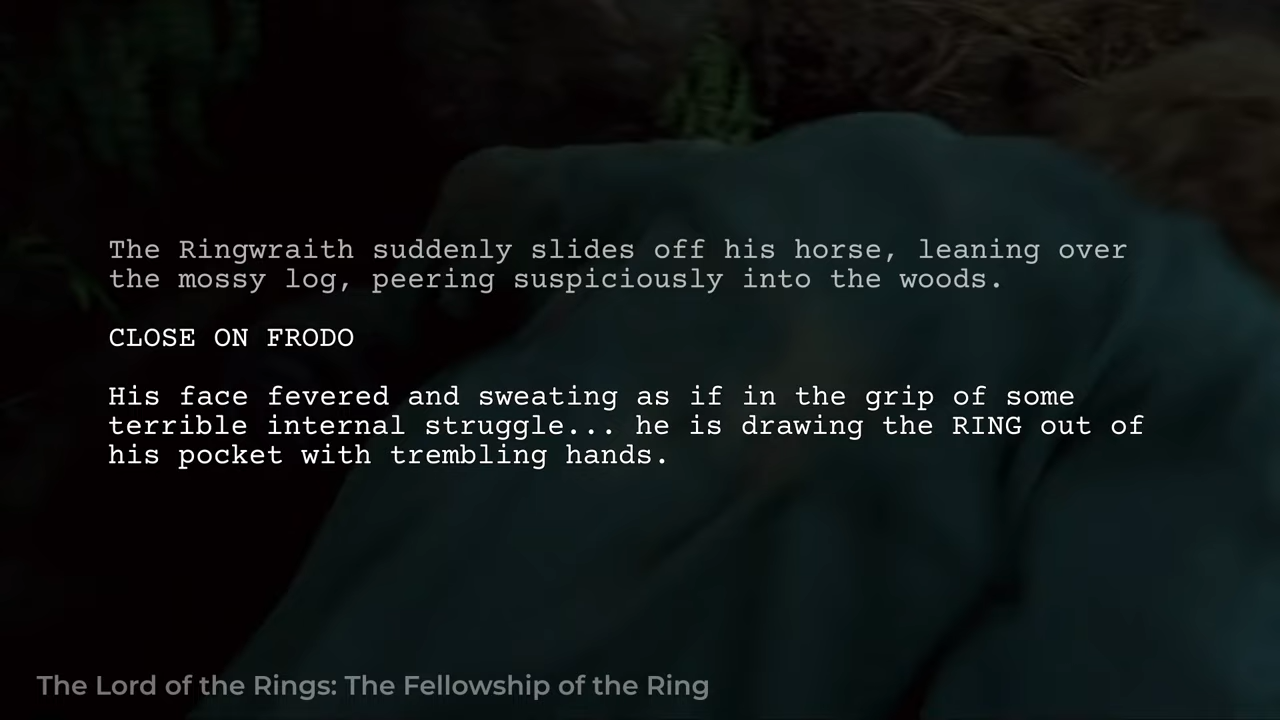 The Ringwraith suddenly slides off his horse, leaning over
the mossy log, peering suspiciously into the woods.
CLOSE ON FRODO
His face fevered and sweating as if in the grip of some
terrible internal struggle... he is drawing the RING out of
his pocket with trembling hands.
The Lord of the Rings: The Fellowship of the Ring